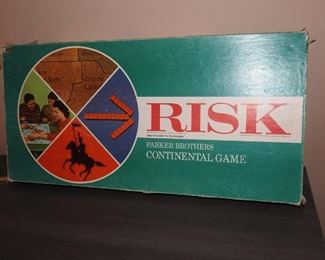 RISK
PARKER BROTHERS
CONTINENTAL GAME